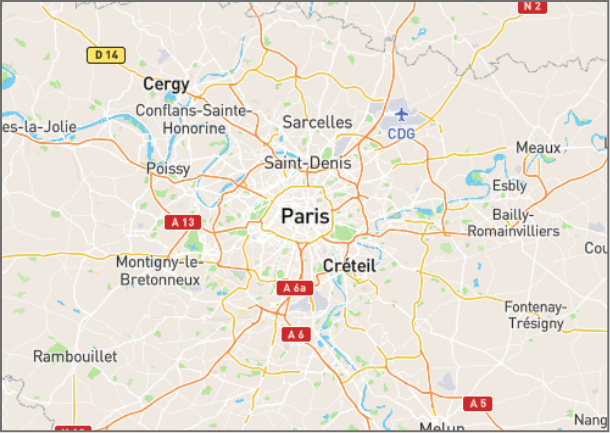 N 2
D 14
Cergy
Conflans-Sainte-
Honorine
Sarcelles
CDG
es-la-Jolie
Meaux
Saint-Denis
Poissy
Esbly
Paris
A 13
Bailly-
Romainvilliers
Cou
Montigny-le-
Bretonneux
Créteil
A 6a
Fontenay-
Trésigny
A 6
Rambouillet
A 5
Nang
Melun